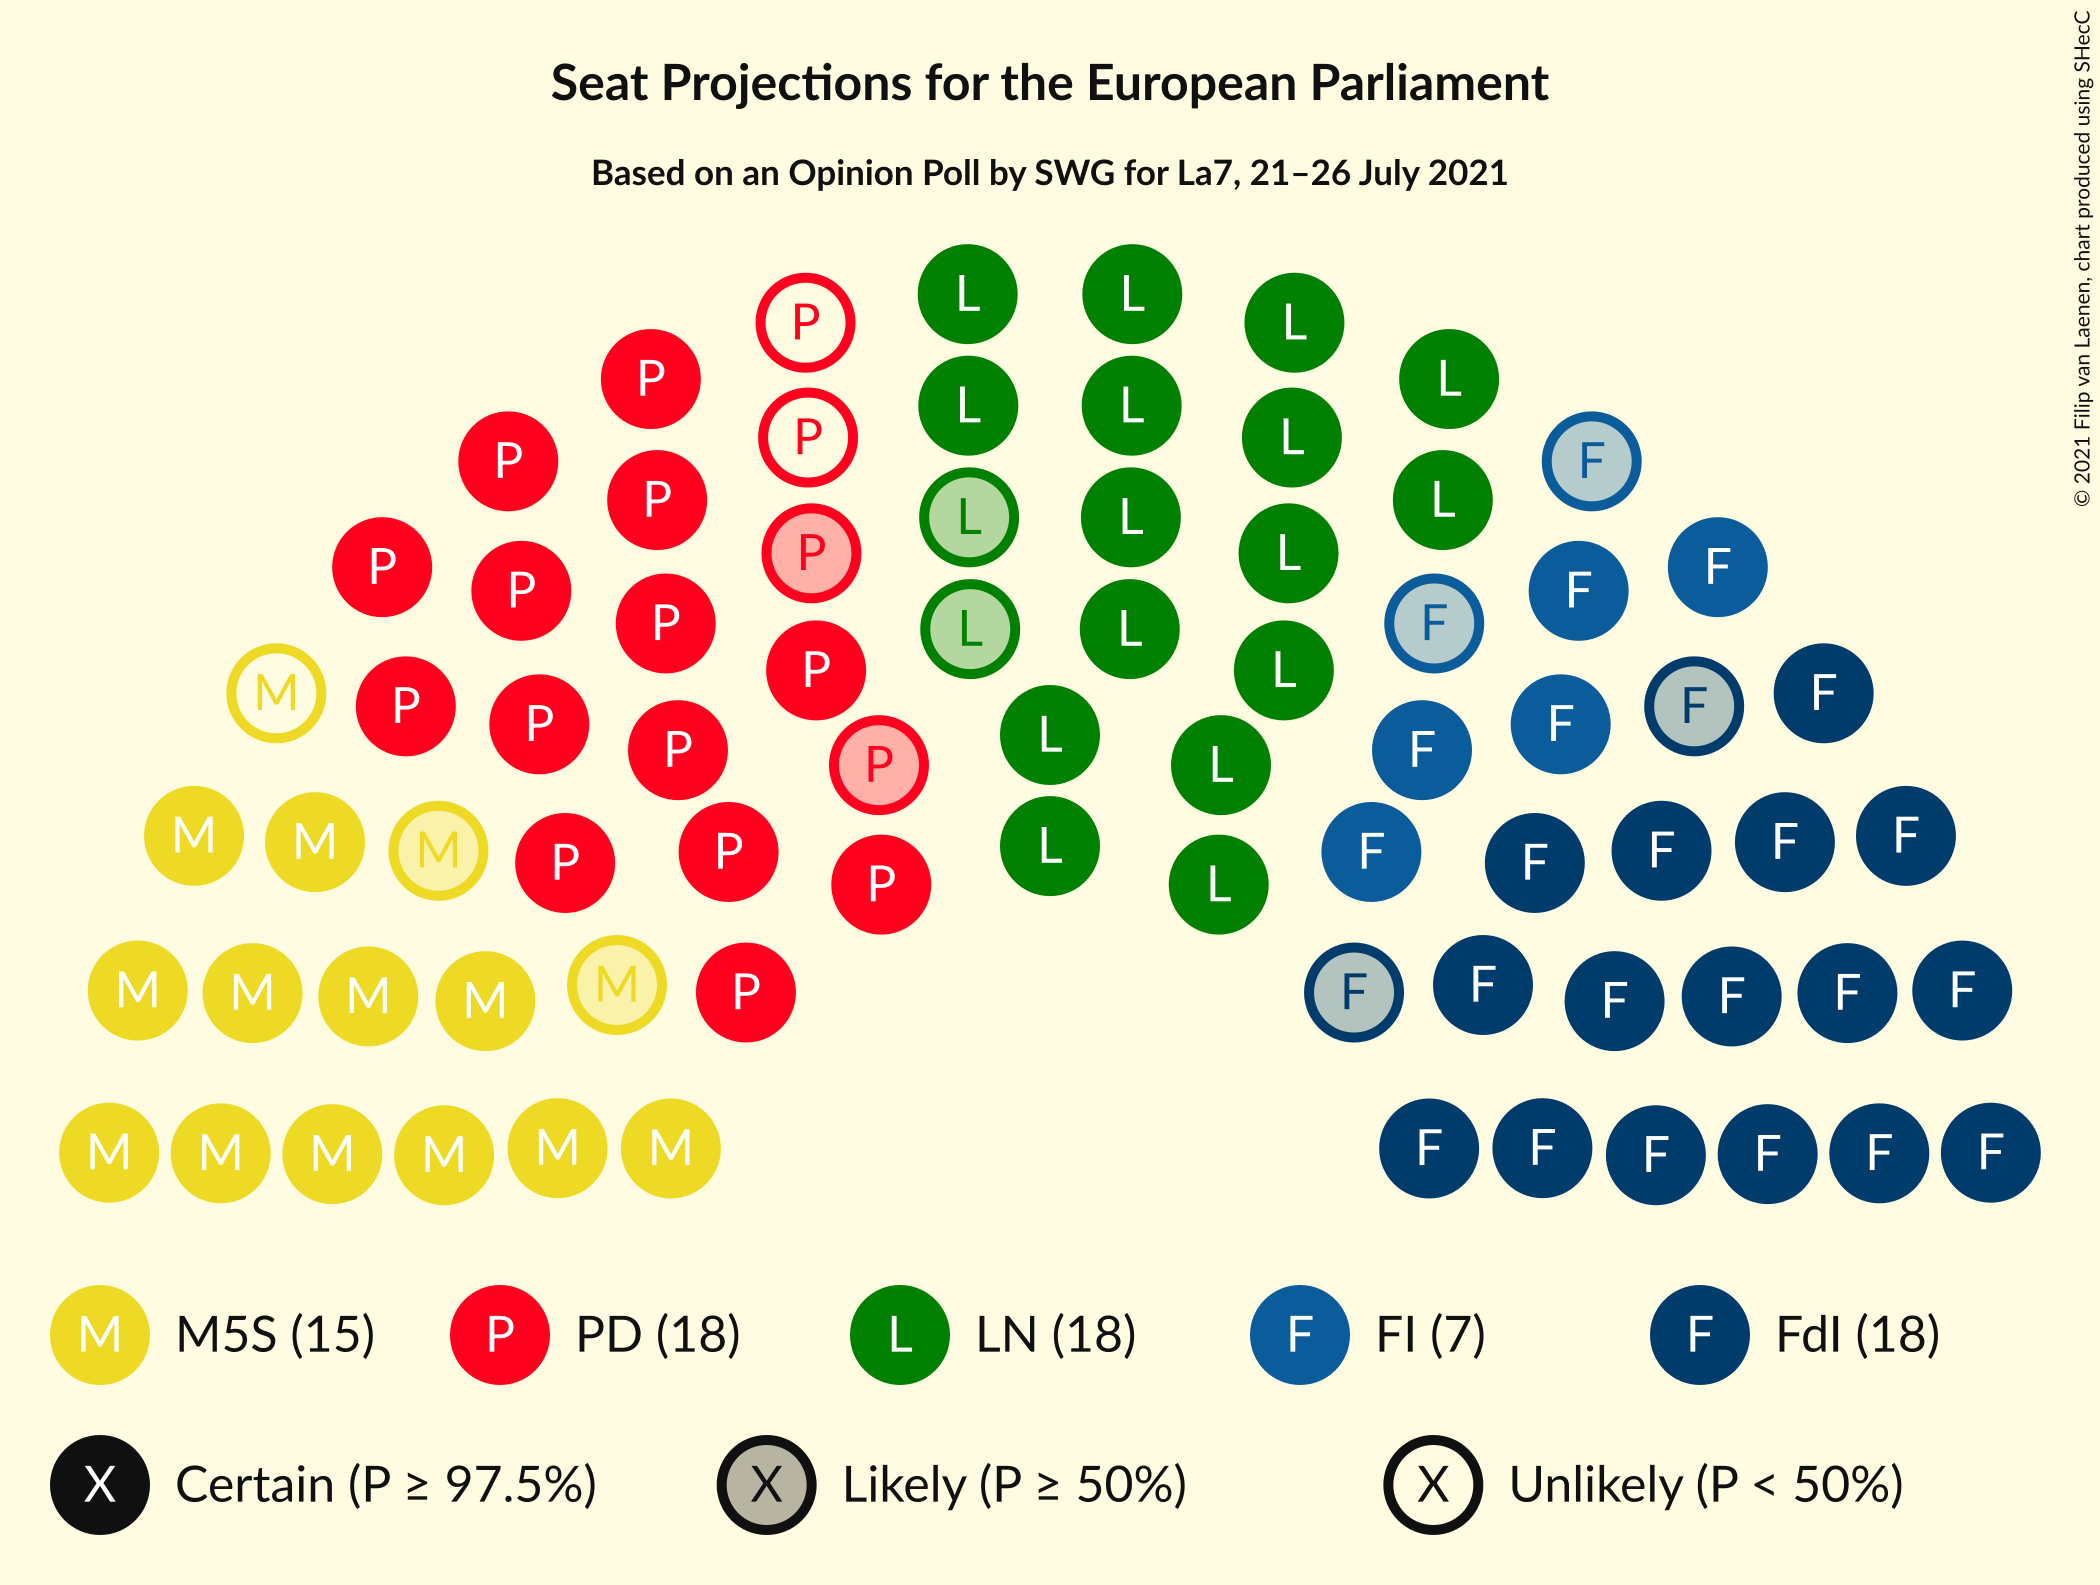 Seat Projections for the European Parliament
Based on an Opinion Poll by SWG for La7, 21–26 July 2021
© 2021 Filip van Laenen, chart produced using SHecC
L L
P L L
P P L
L L
P L
P L
P F
P P L
L L
P F
P P F
P L L
P F
M P P L
L F F
P P F
P L F
P L
M M M P P L F F F F F
P L
M M M M M P F F F F F F
M M M M M M F F F F F F
M M5S (15) P PD (18) L LN (18) F FI (7) F FdI (18)
X Certain (P ≥ 97.5%) X Likely (P ≥ 50%) X Unlikely (P < 50%)